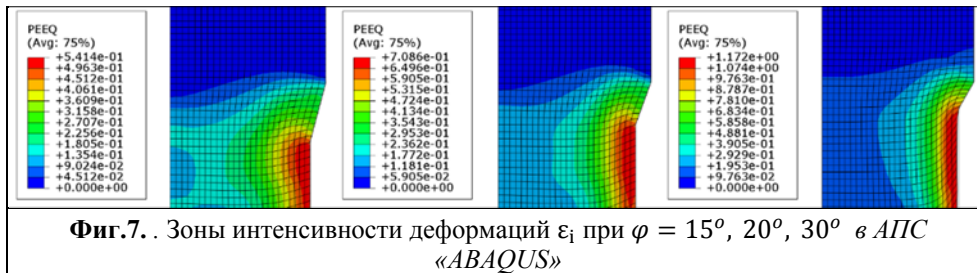 PEEQ
(Avg: 75%)
+5.414e-01
+4.963e-01
+4.512e-01
+4.061e-01
+3.609e-01
+3.158e-01
+2.707e-01
+2.256e-01
+1.805e-01
+1.354e-01
+9.024e-02
+4.512e-02
+0.000e+00
PEEQ
(Avg: 75%)
+7.086e-01
+6.496e-01
+5.905e-01
+5.315e-01
+4.724e-01
+4.134e-01
+3.543e-01
+2.953e-01
+2.362e-01
+1.772e-01
+1.181e-01
+5.905e-02
+0.000e+00
PEEQ
(Avg: 75%)
+1.172e+00
+1.074e+00
+9.763e-01
+8.787e-01
+7.810e-01
+6.834e-01
+5.858e-01
+4.881e-01
+3.905e-01
+2.929e-01
+1.953e-01
+9.763e-02
+0.000e+00
Фиг.7. . Зоны интенсивности деформаций εᵢ при φ = 15°, 20°, 30° в АПС
«ABAQUS»